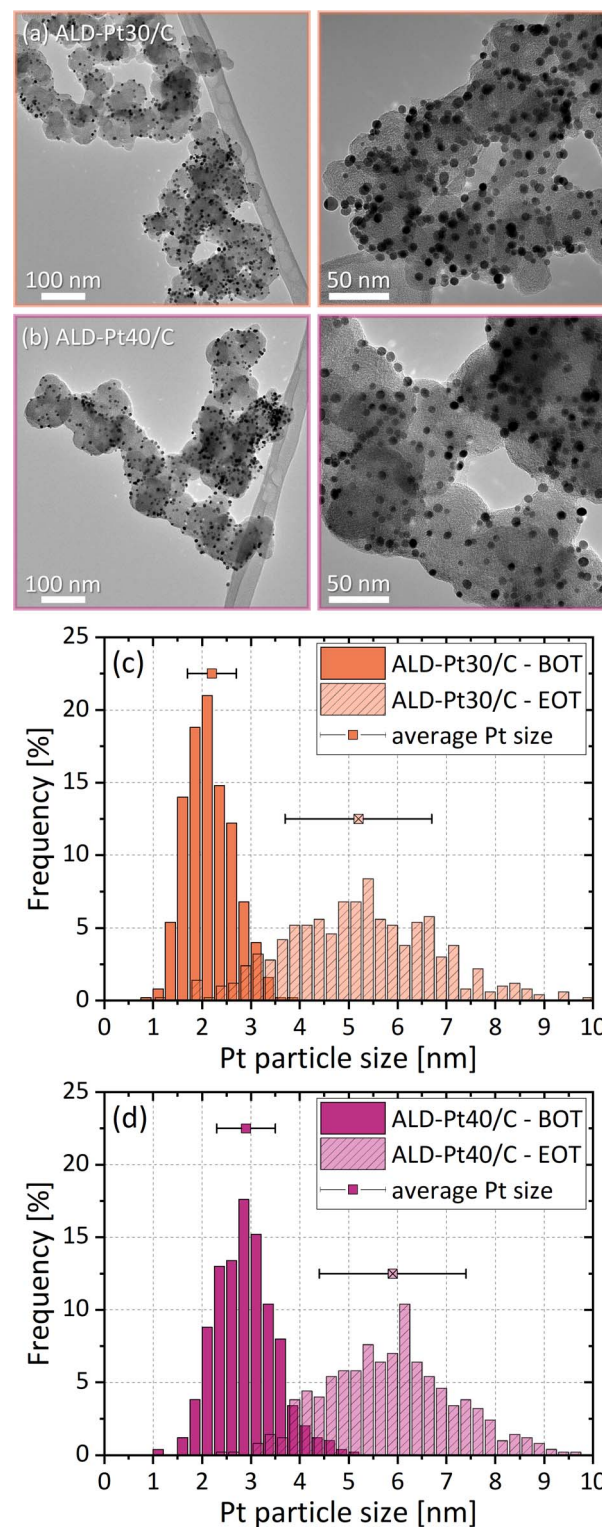 (a) ALD-Pt30/C
100 nm
50 nm
(b) ALD-Pt40/C
100 nm
50 nm
25
20
15
10
5
0
Frequency [%]
(c)
ALD-Pt30/C - BOT
ALD-Pt30/C - EOT
average Pt size
0 1 2 3 4 5 6 7 8 9 10
Pt particle size [nm]
25
20
15
10
5
0
Frequency [%]
(d)
ALD-Pt40/C - BOT
ALD-Pt40/C - EOT
average Pt size
0 1 2 3 4 5 6 7 8 9 10
Pt particle size [nm]